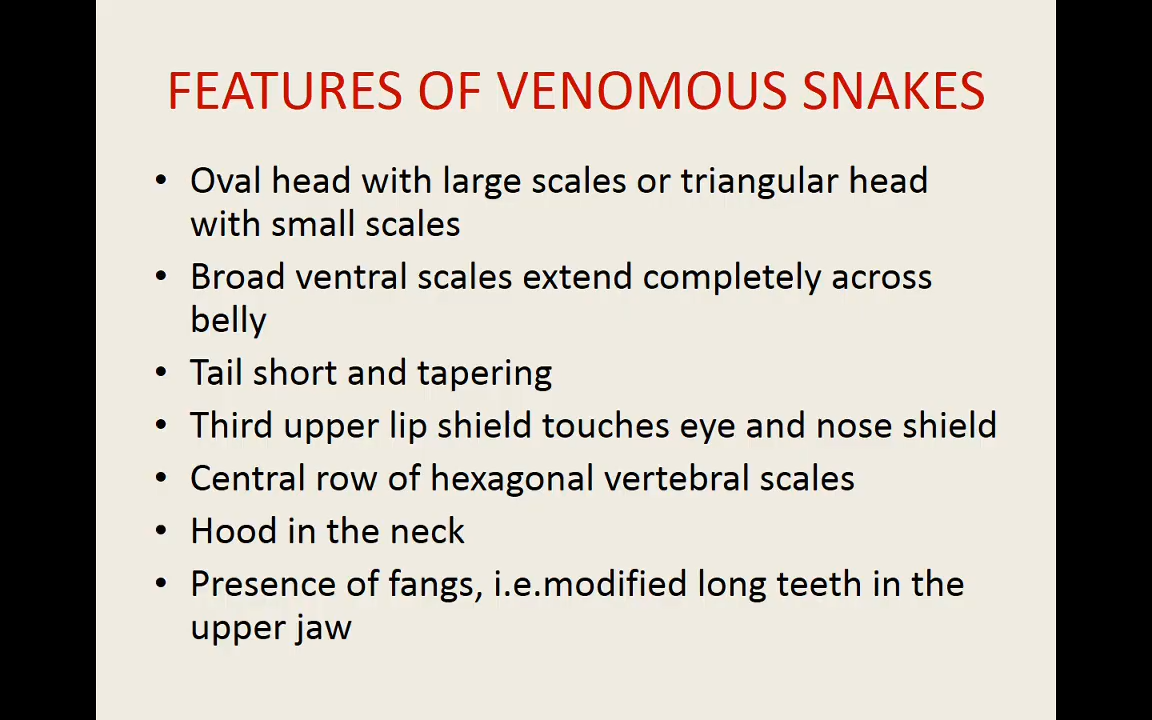 FEATURES OF VENOMOUS SNAKES
• Oval head with large scales or triangular head
with small scales
• Broad ventral scales extend completely across
belly
• Tail short and tapering
• Third upper lip shield touches eye and nose shield
• Central row of hexagonal vertebral scales
• Hood in the neck
• Presence of fangs, i.e.modified long teeth in the
upper jaw